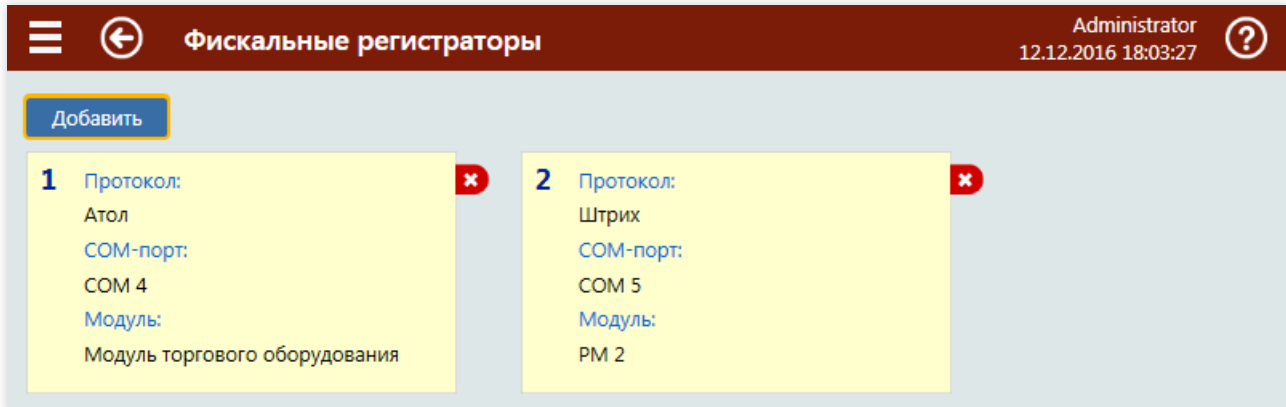 Фискальные регистраторы
Administrator
12.12.2016 18:03:27
?
Добавить
1
Протокол:
Атол
COM-порт:
COM 4
Модуль:
Модуль торгового оборудования
2
Протокол:
Штрих
COM-порт:
COM 5
Модуль:
РМ 2